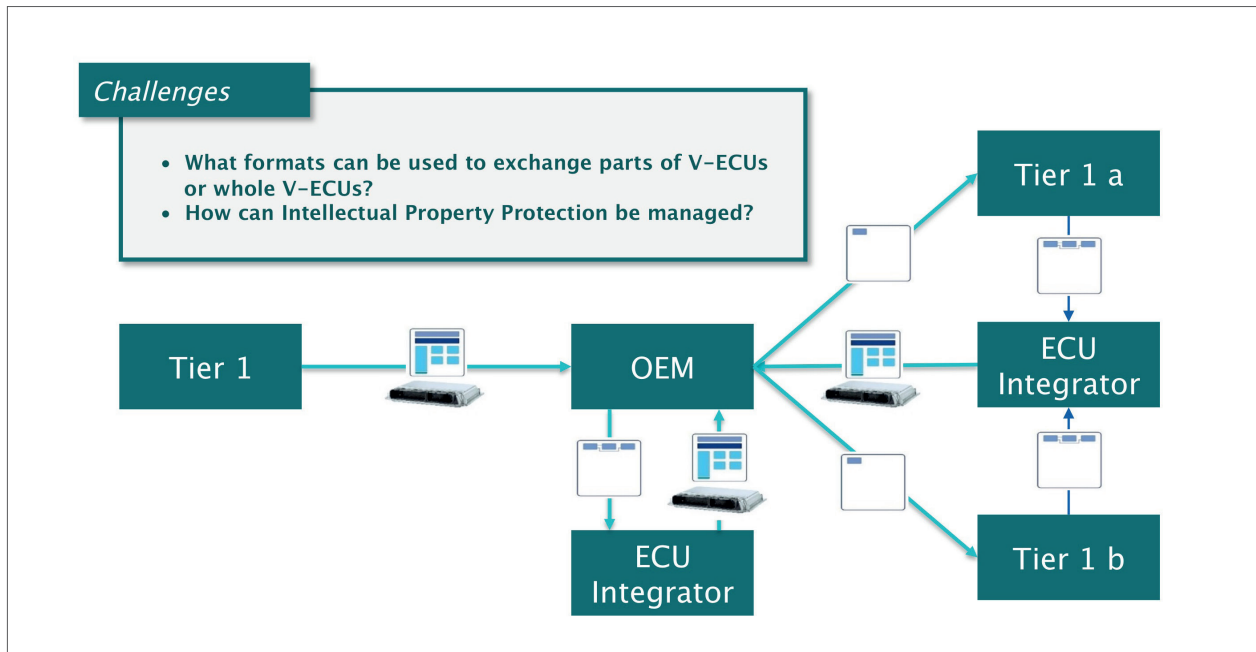 Challenges
• What formats can be used to exchange parts of V-ECUs
or whole V-ECUs?
• How can Intellectual Property Protection be managed?
Tier 1 a
Tier 1
OEM
ECU
Integrator
ECU
Integrator
Tier 1 b